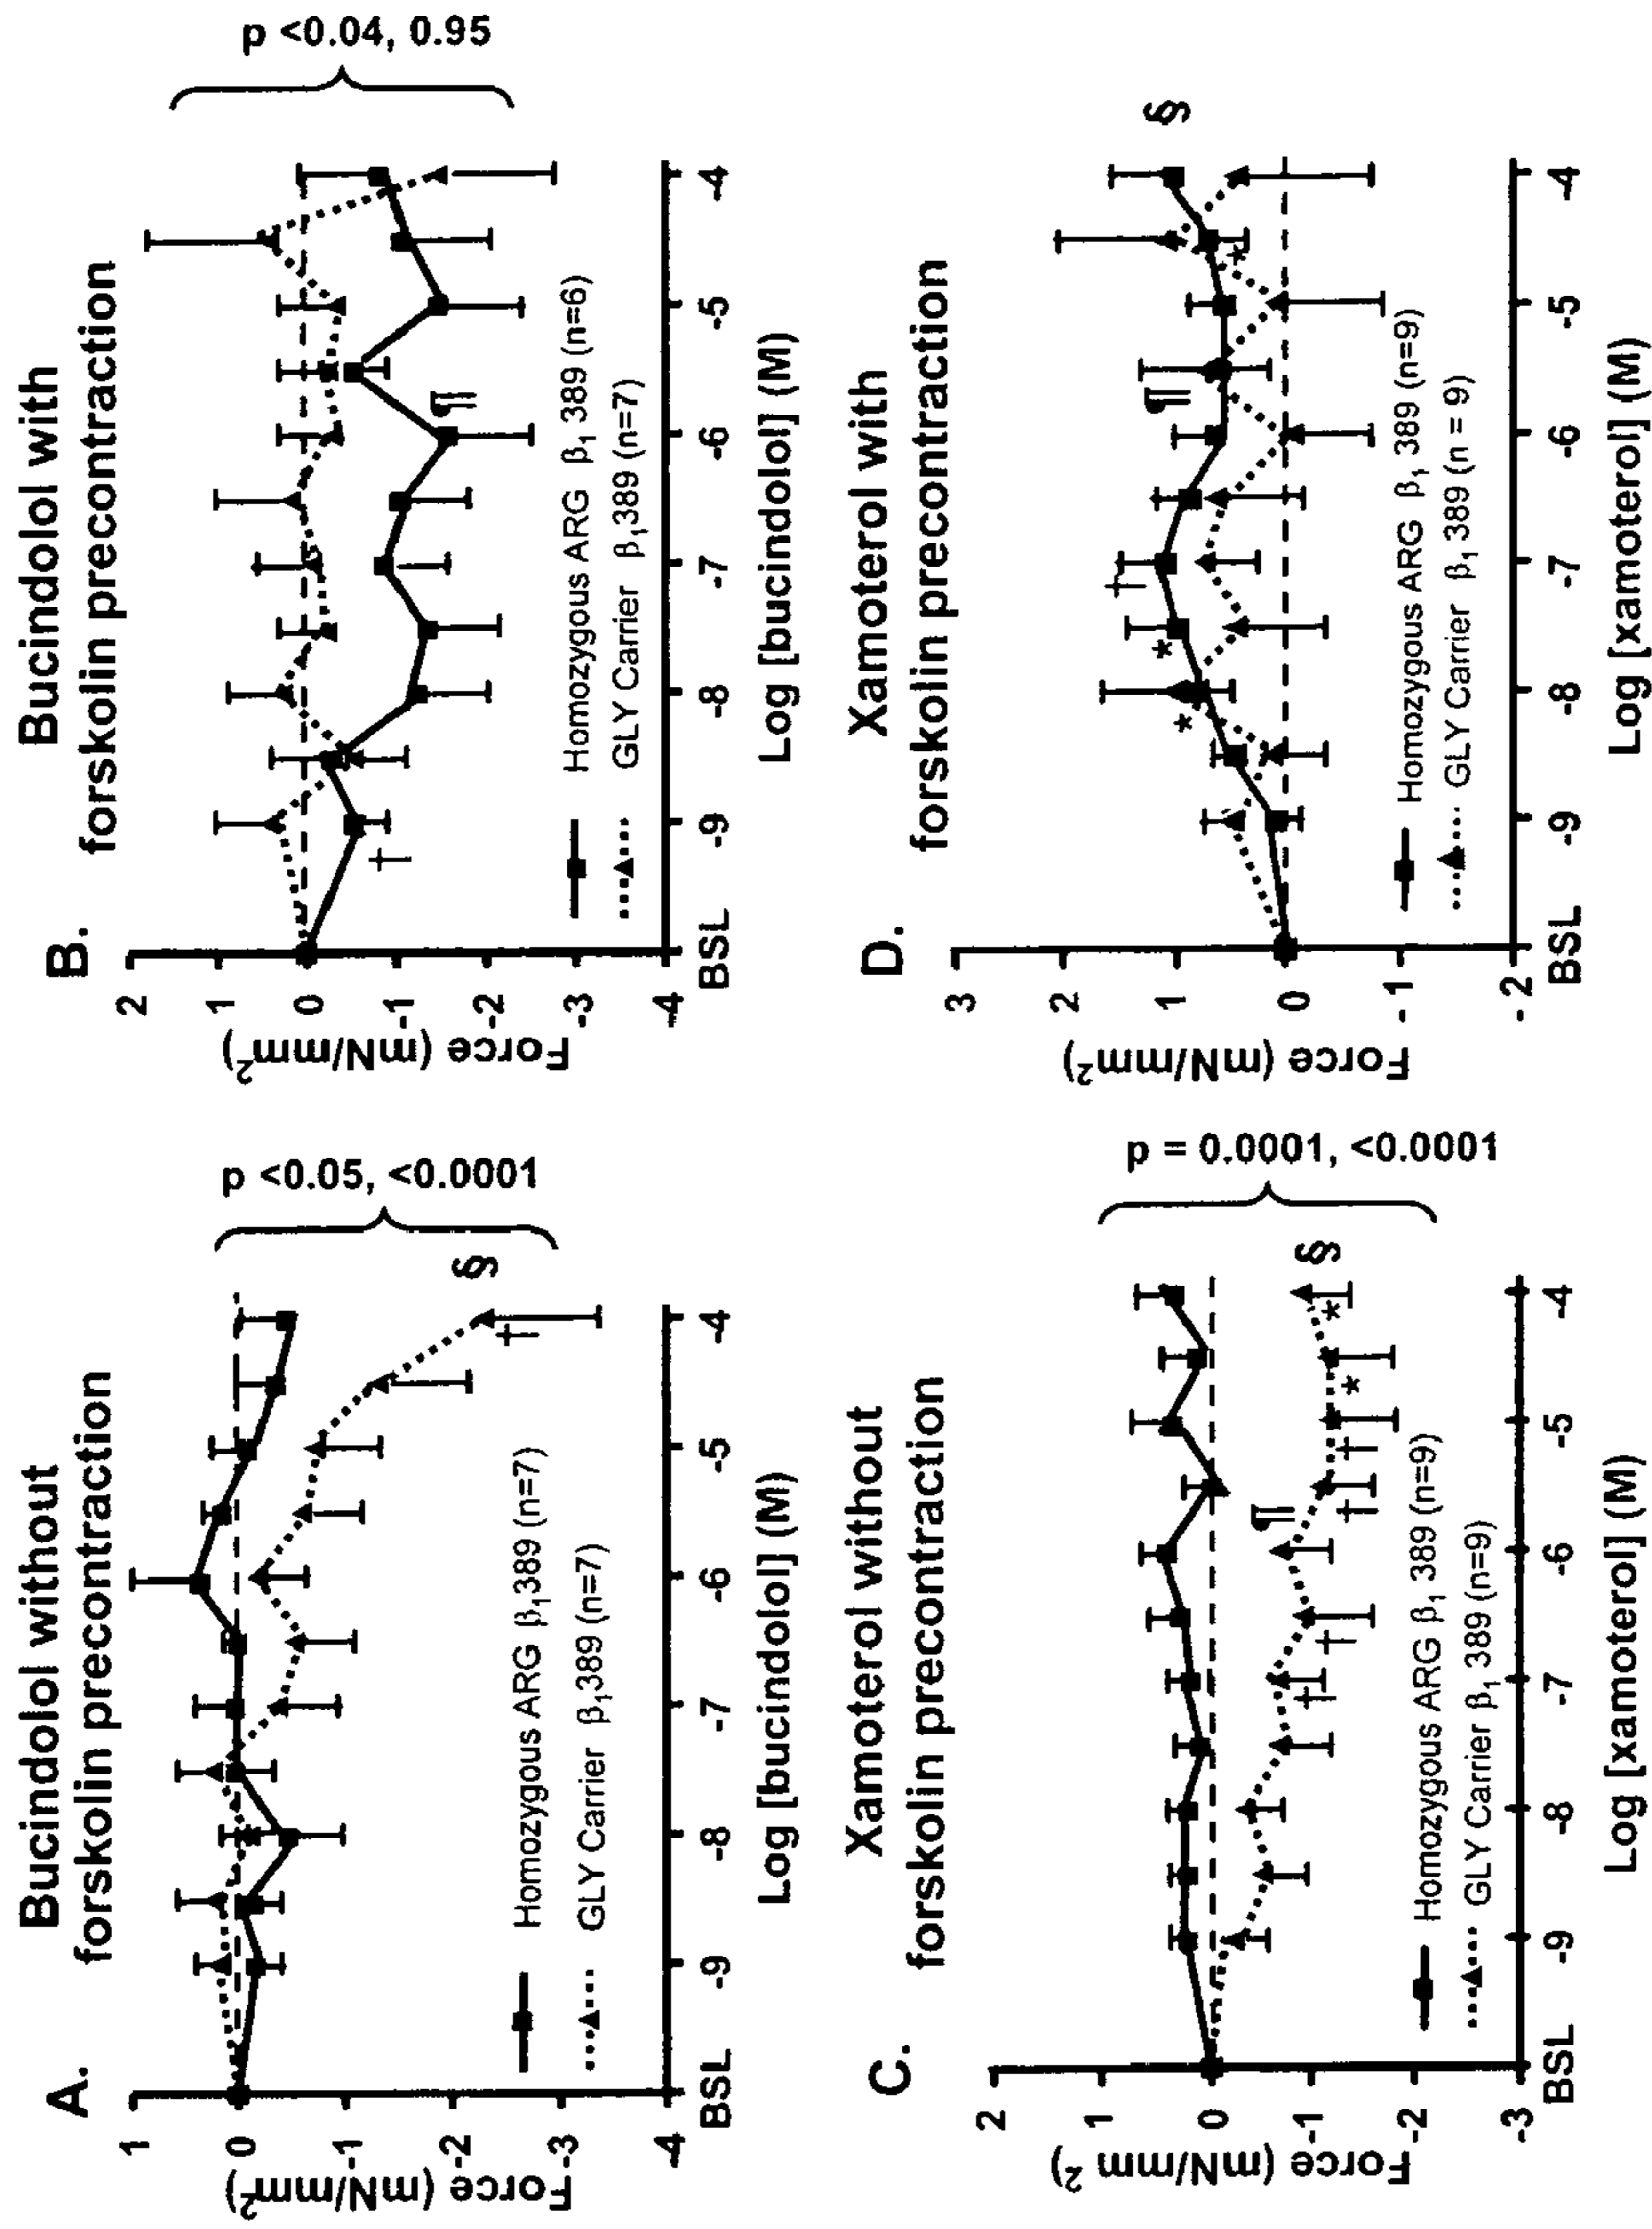 A.
Bucindolol without
forskolin precontraction
1
0
-1
-2
-3
-4
Force (mN/mm²)
p <0.05, <0.0001
§
†
Homozygous ARG β₁389 (n=7)
GLY Carrier β₁389 (n=7)
BSL -9 -8 -7 -6 -5 -4
Log [bucindolol] (M)
B.
Bucindolol with
forskolin precontraction
2
1
0
-1
-2
-3
-4
Force (mN/mm²)
p <0.04, 0.95
†
¶
Homozygous ARG β₁ 389 (n=6)
GLY Carrier β₁389 (n=7)
BSL -9 -8 -7 -6 -5 -4
Log [bucindolol] (M)
C.
Xamoterol without
forskolin precontraction
2
1
0
-1
-2
-3
Force (mN/mm ²)
p = 0.0001, <0.0001
§
¶
† † † † * *
Homozygous ARG β₁ 389 (n=9)
GLY Carrier β₁ 389 (n=9)
BSL -9 -8 -7 -6 -5 -4
Log [xamoterol] (M)
D.
Xamoterol with
forskolin precontraction
3
2
1
0
-1
-2
Force (mN/mm²)
§
¶
* * † *
Homozygous ARG β₁ 389 (n=9)
GLY Carrier β₁ 389 (n = 9)
BSL -9 -8 -7 -6 -5 -4
Log [xamoterol] (M)